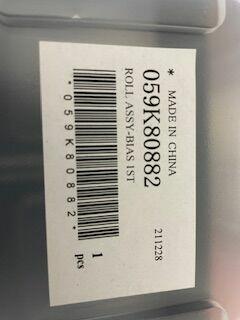 * MADE IN CHINA 211228
059K80882
ROLL ASSY-BIAS 1ST
1 pcs
*059K80882*